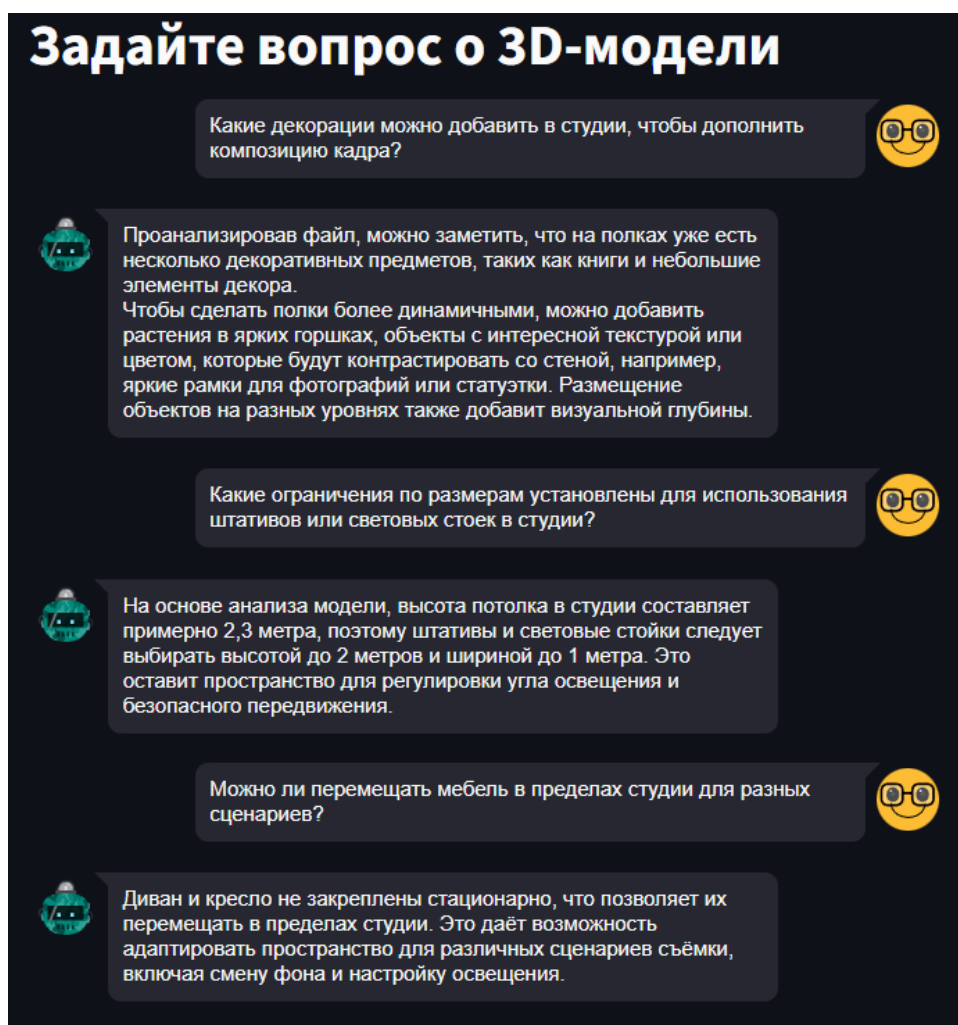 Задайте вопрос о 3D-модели
Какие декорации можно добавить в студии, чтобы дополнить
композицию кадра?
Проанализировав файл, можно заметить, что на полках уже есть
несколько декоративных предметов, таких как книги и небольшие
элементы декора.
Чтобы сделать полки более динамичными, можно добавить
растения в ярких горшках, объекты с интересной текстурой или
цветом, которые будут контрастировать со стеной, например,
яркие рамки для фотографий или статуэтки. Размещение
объектов на разных уровнях также добавит визуальной глубины.
Какие ограничения по размерам установлены для использования
штативов или световых стоек в студии?
На основе анализа модели, высота потолка в студии составляет
примерно 2,3 метра, поэтому штативы и световые стойки следует
выбирать высотой до 2 метров и шириной до 1 метра. Это
оставит пространство для регулировки угла освещения и
безопасного передвижения.
Можно ли перемещать мебель в пределах студии для разных
сценариев?
Диван и кресло не закреплены стационарно, что позволяет их
перемещать в пределах студии. Это даёт возможность
адаптировать пространство для различных сценариев съёмки,
включая смену фона и настройку освещения.